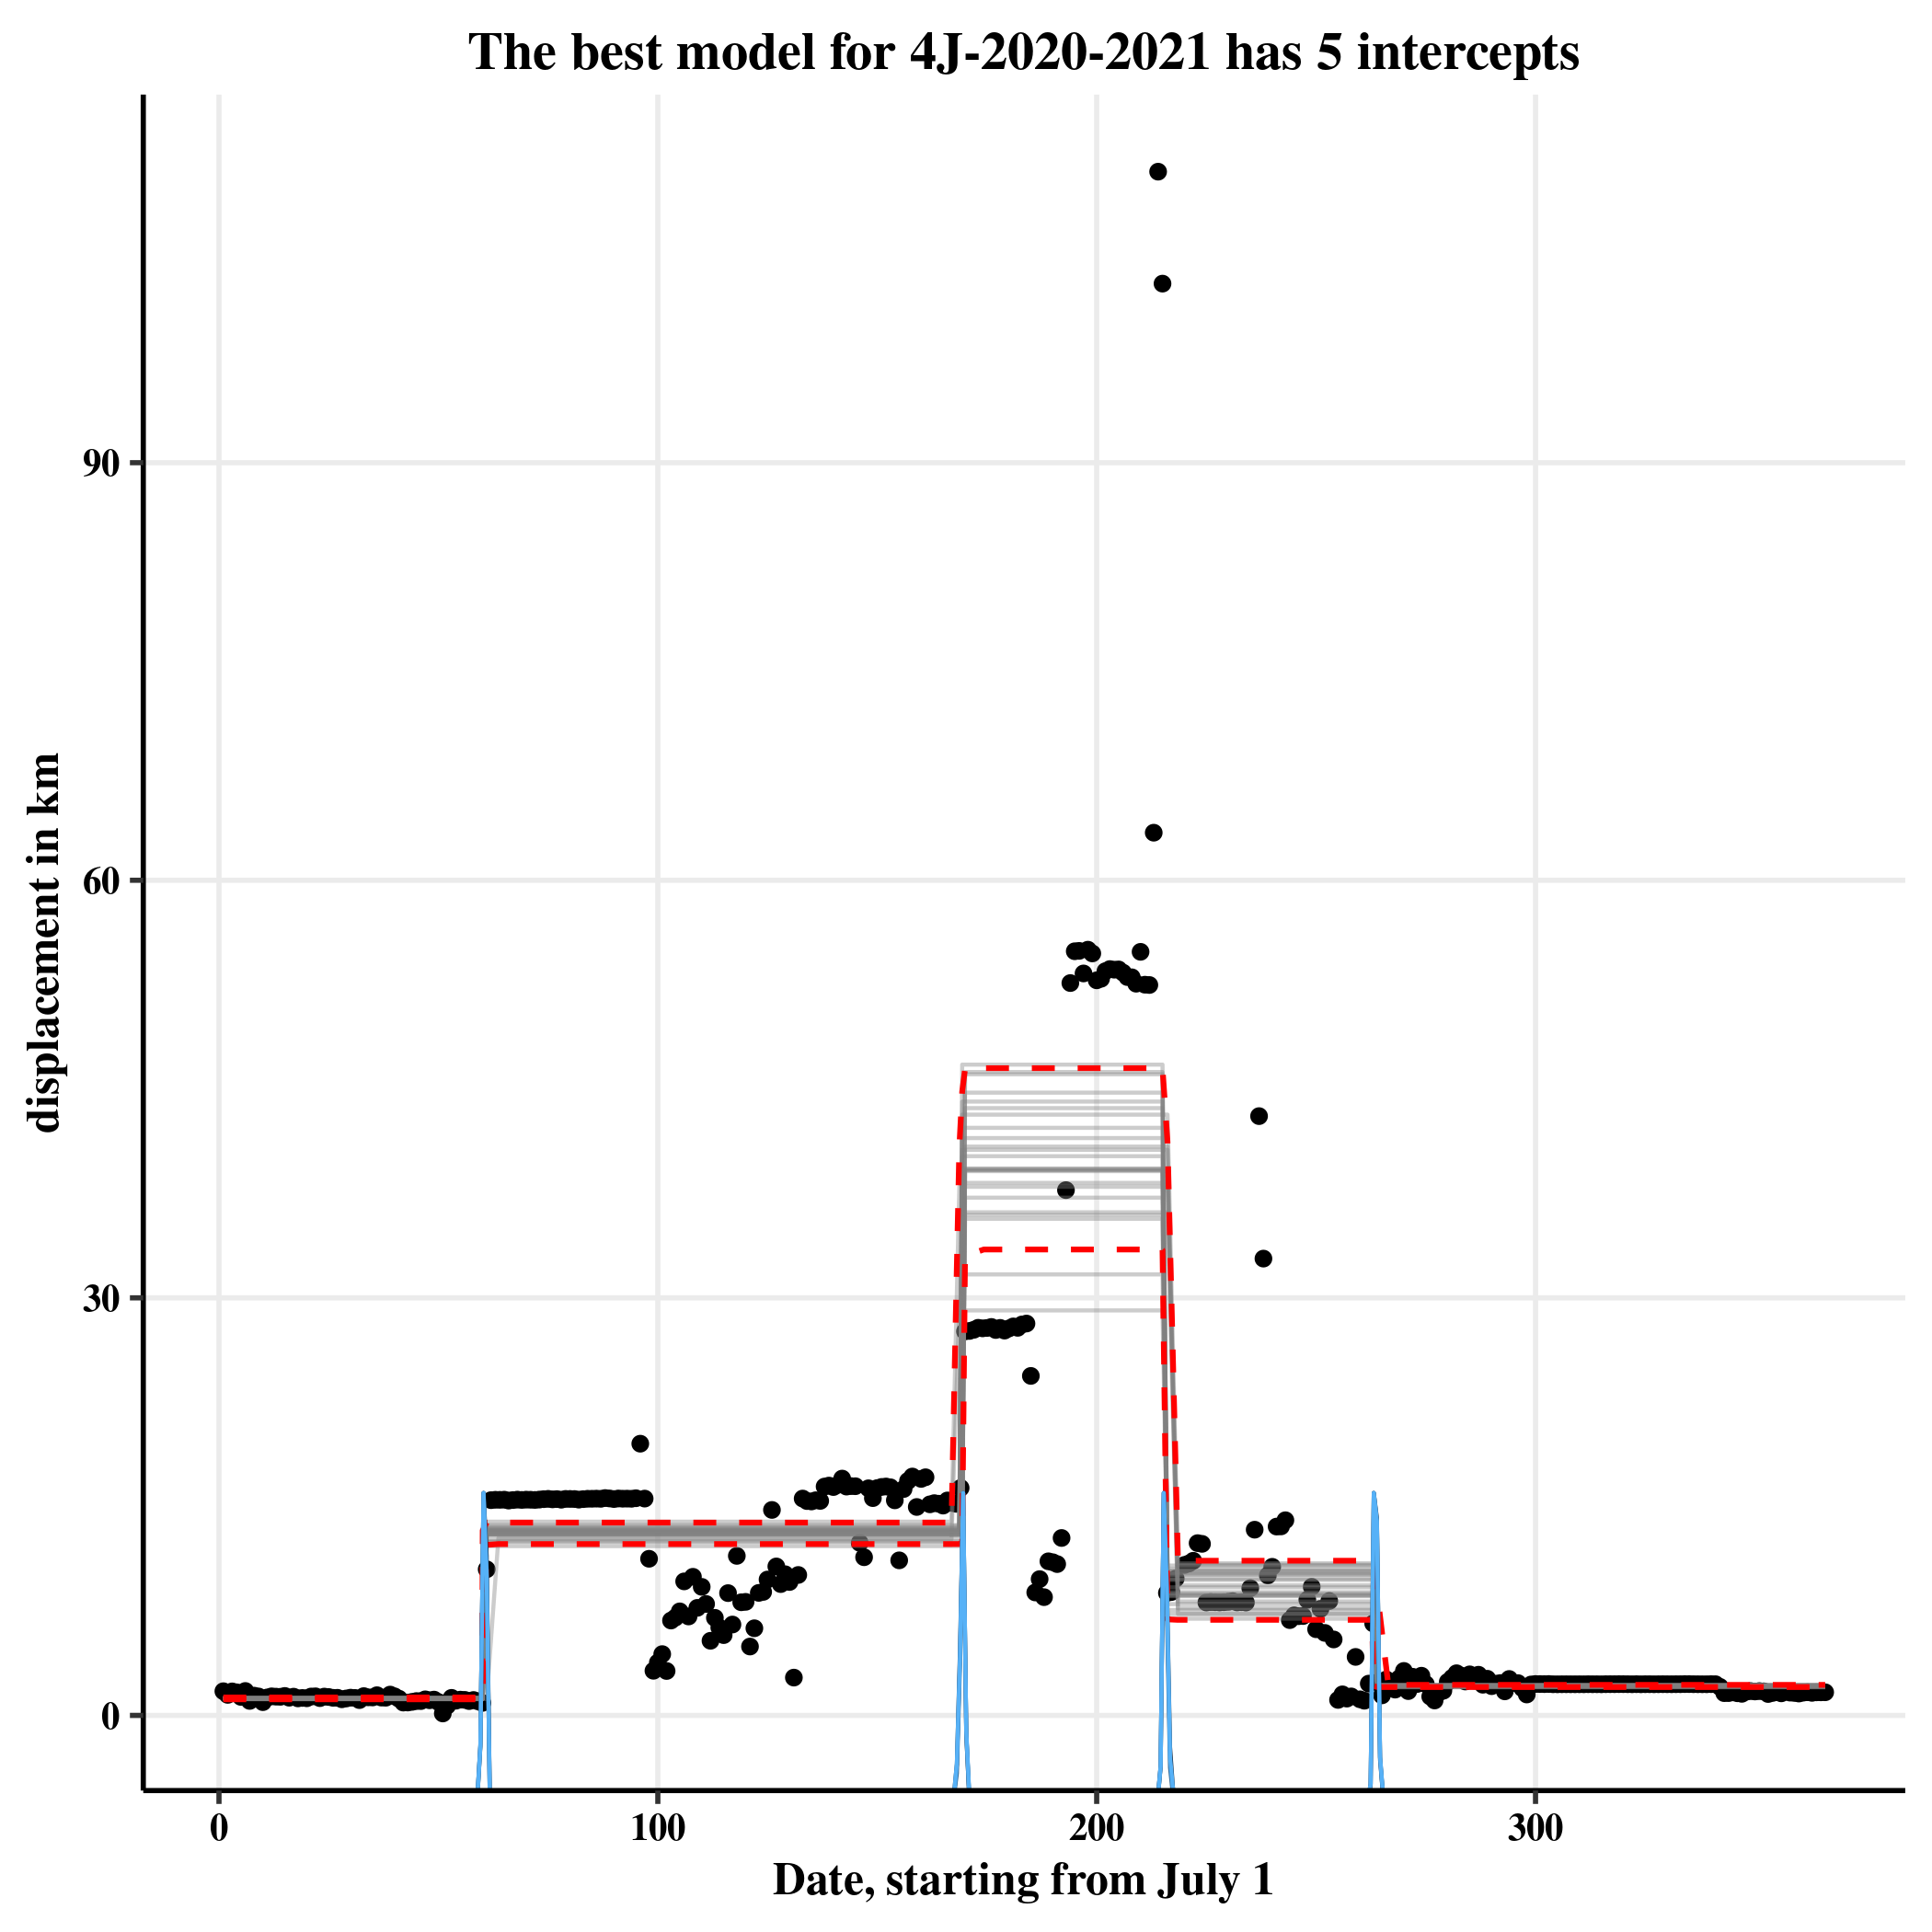 The best model for 4J-2020-2021 has 5 intercepts
displacement in km
90
60
30
0
0 100 200 300
Date, starting from July 1